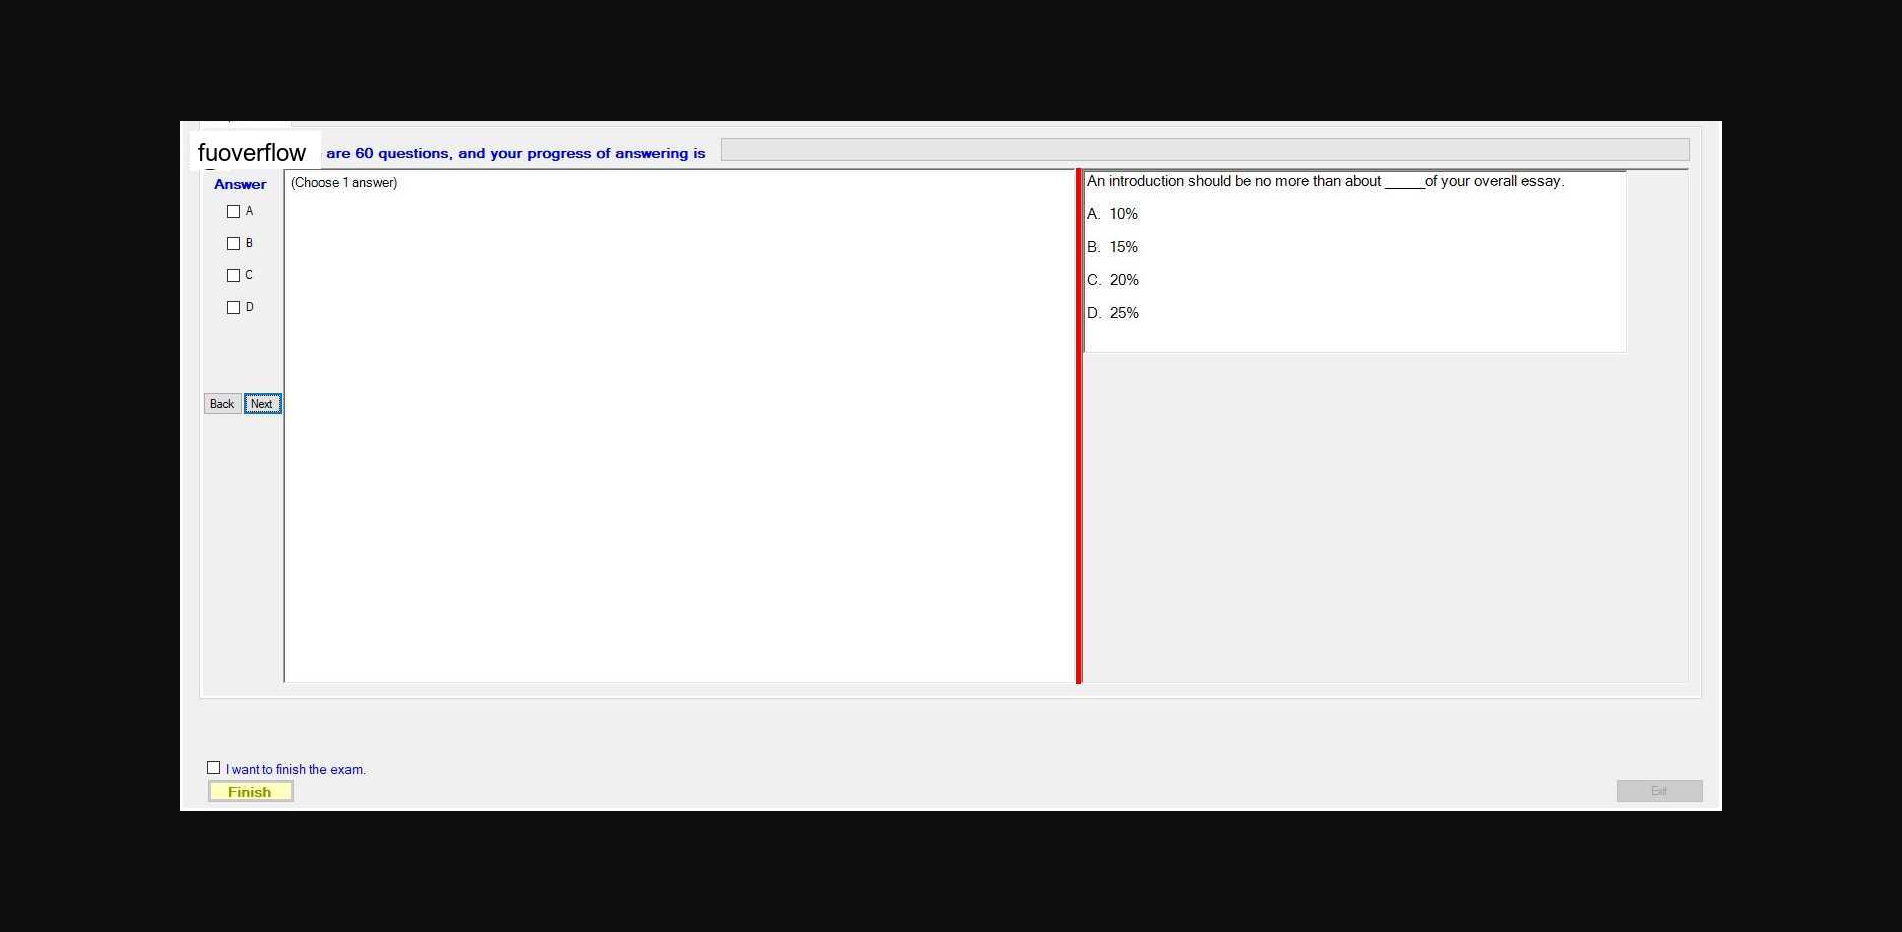 fuoverflow are 60 questions, and your progress of answering is
Answer
A
B
C
D
Back Next
(Choose 1 answer)
An introduction should be no more than about _____of your overall essay.
A. 10%
B. 15%
C. 20%
D. 25%
I want to finish the exam.
Finish
Exit